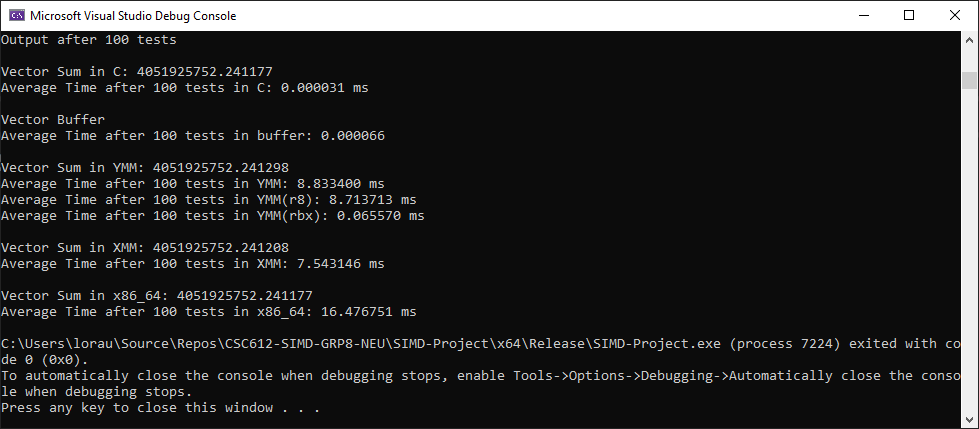 Microsoft Visual Studio Debug Console
Output after 100 tests
Vector Sum in C: 4051925752.241177
Average Time after 100 tests in C: 0.000031 ms
Vector Buffer
Average Time after 100 tests in buffer: 0.000066
Vector Sum in YMM: 4051925752.241298
Average Time after 100 tests in YMM: 8.833400 ms
Average Time after 100 tests in YMM(r8): 8.713713 ms
Average Time after 100 tests in YMM(rbx): 0.065570 ms
Vector Sum in XMM: 4051925752.241208
Average Time after 100 tests in XMM: 7.543146 ms
Vector Sum in x86_64: 4051925752.241177
Average Time after 100 tests in x86_64: 16.476751 ms
C:\Users\lorau\Source\Repos\CSC612-SIMD-GRP8-NEU\SIMD-Project\x64\Release\SIMD-Project.exe (process 7224) exited with co
de 0 (0x0).
To automatically close the console when debugging stops, enable Tools->Options->Debugging->Automatically close the conso
le when debugging stops.
Press any key to close this window . . .